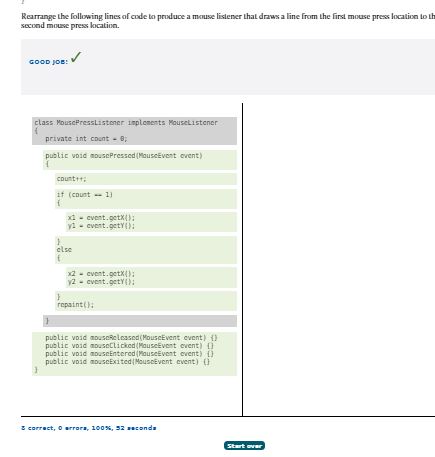 Rearrange the following lines of code to produce a mouse listener that draws a line from the first mouse press location to th
second mouse press location.
GOOD JOB!
class MousePressListener implements MouseListener
{
private int count = 0;
public void mousePressed(MouseEvent event)
{
count++;
if (count == 1)
{
x1 = event.getX();
y1 = event.getY();
}
else
{
x2 = event.getX();
y2 = event.getY();
}
repaint();
}
public void mouseReleased(MouseEvent event) {}
public void mouseClicked(MouseEvent event) {}
public void mouseEntered(MouseEvent event) {}
public void mouseExited(MouseEvent event) {}
}
8 correct, 0 errors, 100%, 52 seconds
Start over